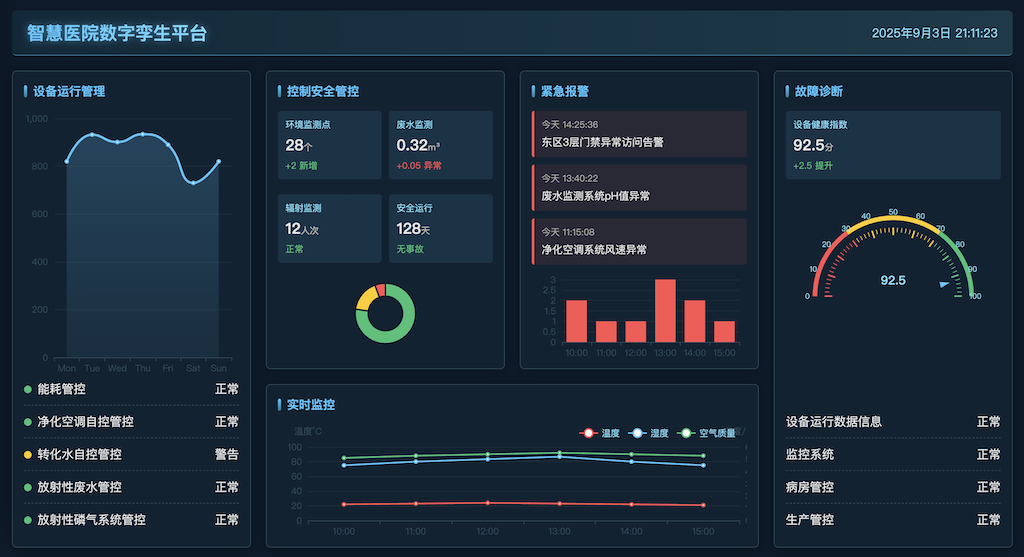 智慧医院数字孪生平台
2025年9月3日 21:11:23
设备运行管理
1,000
800
600
400
200
0
Mon Tue Wed Thu Fri Sat Sun
能耗管控 正常
净化空调自控管控 正常
转化水自控管控 警告
放射性废水管控 正常
放射性磷气系统管控 正常
控制安全管控
环境监测点
28个
+2 新增
废水监测
0.32m³
+0.05 异常
辐射监测
12人次
正常
安全运行
128天
无事故
紧急报警
今天 14:25:36
东区3层门禁异常访问告警
今天 13:40:22
废水监测系统pH值异常
今天 11:15:08
净化空调系统风速异常
3
2.5
2
1.5
1
0.5
0
10:00 11:00 12:00 13:00 14:00 15:00
实时监控
温度°C
温度 湿度 空气质量
100
80
60
40
20
0
10:00 11:00 12:00 13:00 14:00 15:00
故障诊断
设备健康指数
92.5分
+2.5 提升
0 10 20 30 40 50 60 70 80 90 100
92.5
设备运行数据信息 正常
监控系统 正常
病房管控 正常
生产管控 正常